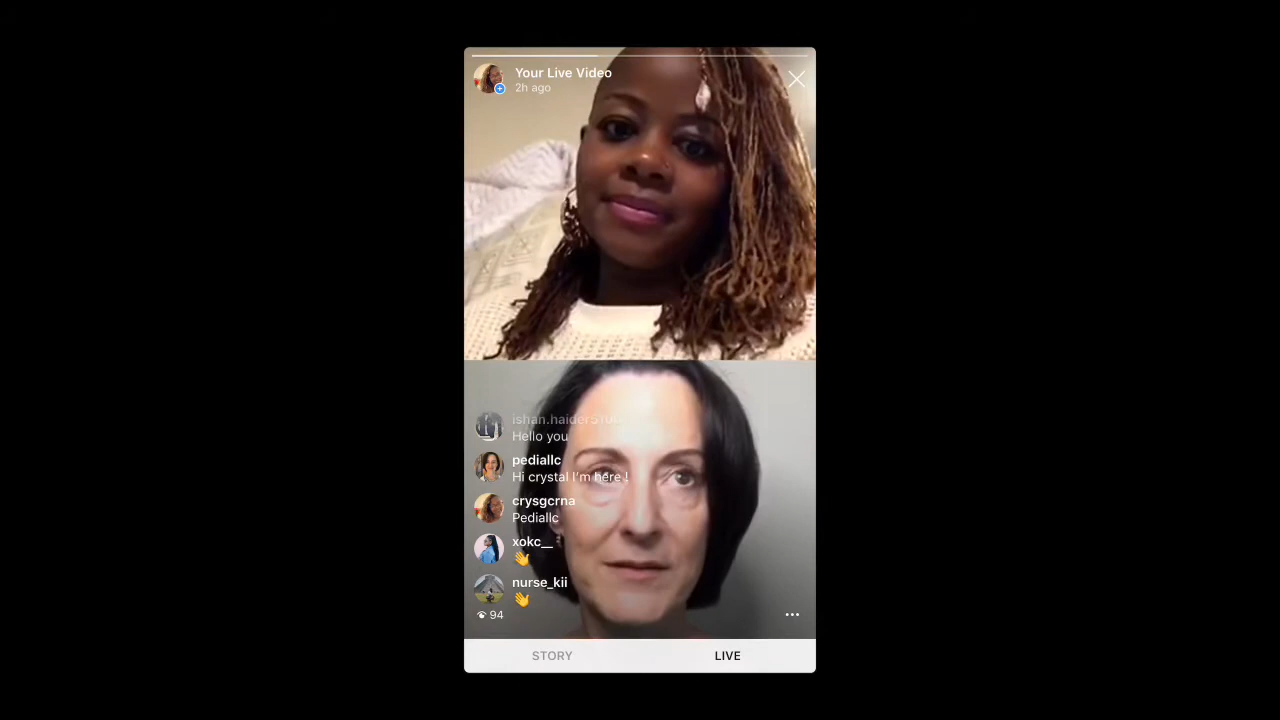 Your Live Video
2h ago
Hello you
pediallc
Hi crystal I'm here !
crysgcrna
Pediallc
xokc__
👋
nurse_kii
👋
94
STORY
LIVE